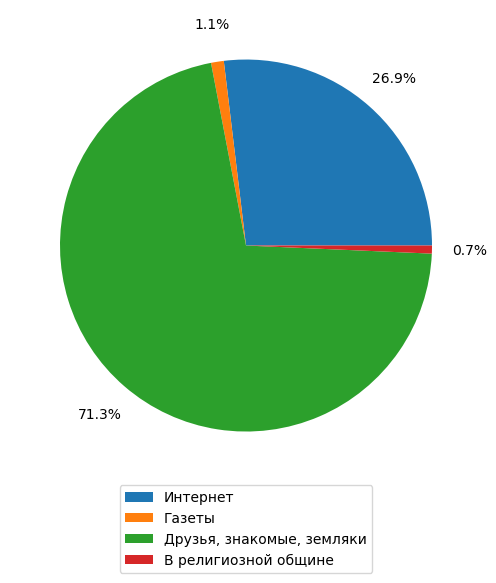 1.1%
26.9%
0.7%
71.3%
Интернет
Газеты
Друзья, знакомые, земляки
В религиозной общине